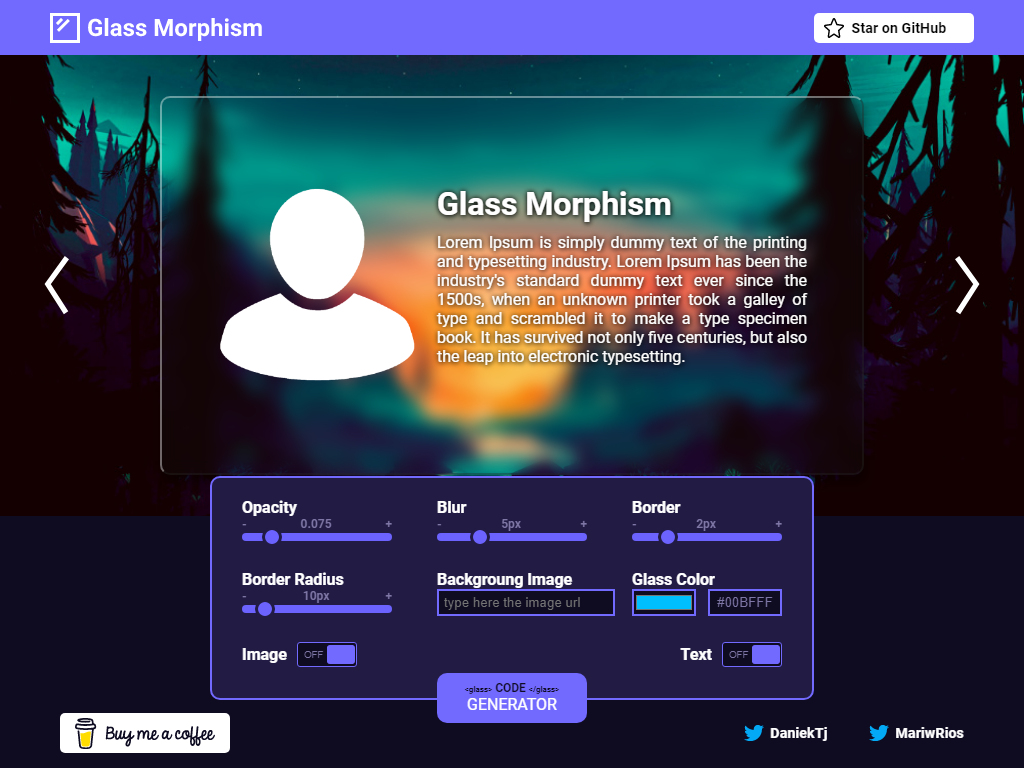 Glass Morphism
Star on GitHub
Glass Morphism
Lorem Ipsum is simply dummy text of the printing
and typesetting industry. Lorem Ipsum has been the
industry's standard dummy text ever since the
1500s, when an unknown printer took a galley of
type and scrambled it to make a type specimen
book. It has survived not only five centuries, but also
the leap into electronic typesetting.
Opacity
- 0.075 +
Blur
- 5px +
Border
- 2px +
Border Radius
- 10px +
Backgroung Image
type here the image url
Glass Color
#00BFFF
Image OFF
Text OFF
<glass> CODE </glass>
GENERATOR
Buy me a coffee
DaniekTj
MariwRios